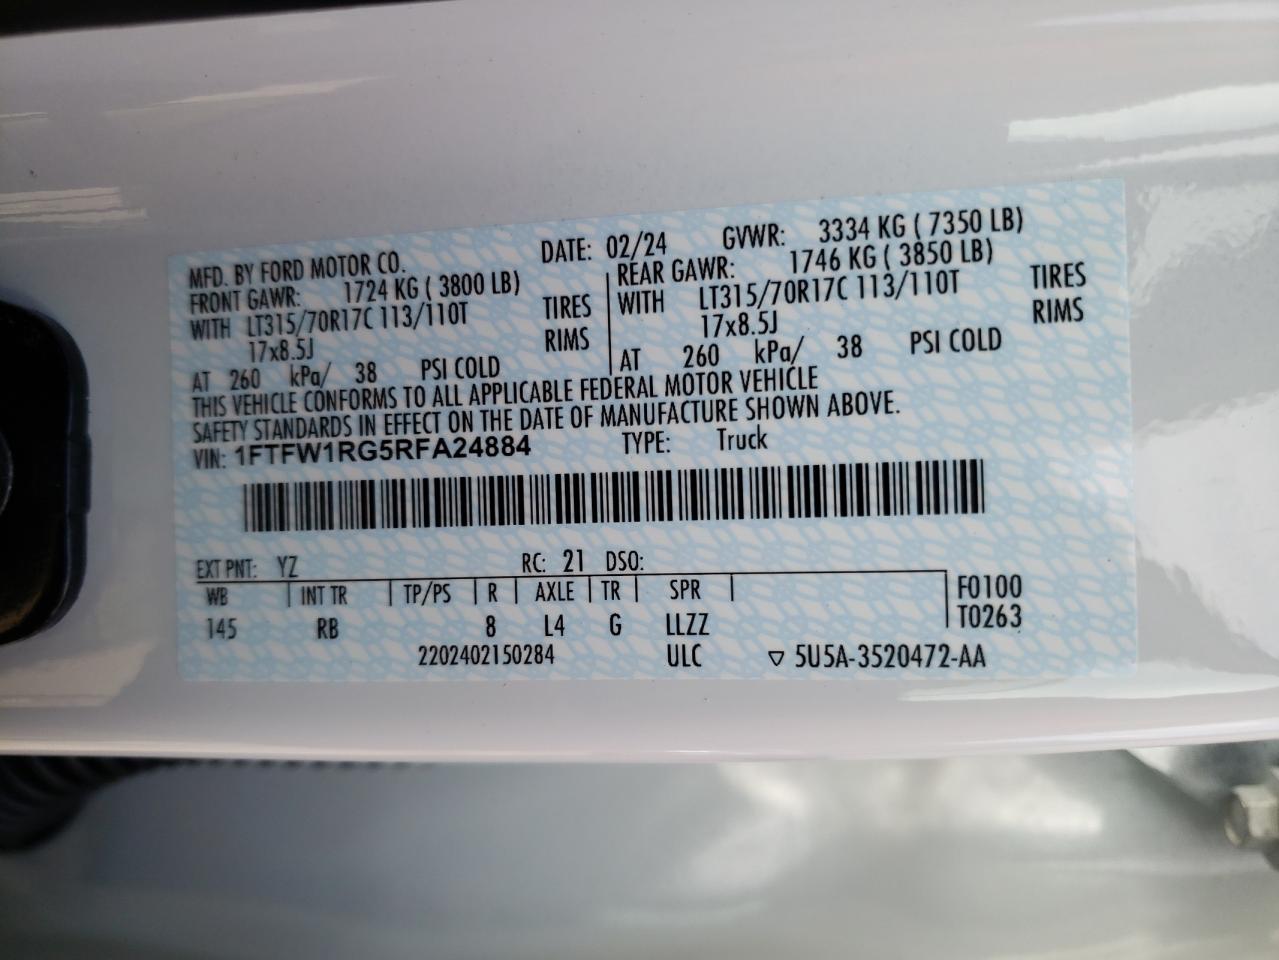 MFD. BY FORD MOTOR CO. DATE: 02/24 GVWR: 3334 KG ( 7350 LB)
FRONT GAWR: 1724 KG ( 3800 LB) REAR GAWR: 1746 KG ( 3850 LB)
WITH LT315/70R17C 113/110T TIRES WITH LT315/70R17C 113/110T TIRES
17x8.5J RIMS 17x8.5J RIMS
AT 260 kPa/ 38 PSI COLD AT 260 kPa/ 38 PSI COLD
THIS VEHICLE CONFORMS TO ALL APPLICABLE FEDERAL MOTOR VEHICLE
SAFETY STANDARDS IN EFFECT ON THE DATE OF MANUFACTURE SHOWN ABOVE.
VIN: 1FTFW1RG5RFA24884 TYPE: Truck
EXT PNT: YZ RC: 21 DSO:
WB INT TR TP/PS R AXLE TR SPR F0100
145 RB 8 L4 G LLZZ T0263
2202402150284 ULC ▽ 5U5A-3520472-AA